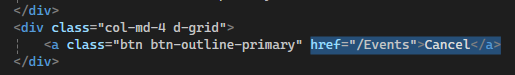 </div>
<div class="col-md-4 d-grid">
<a class="btn btn-outline-primary" href="/Events">Cancel</a>
</div>